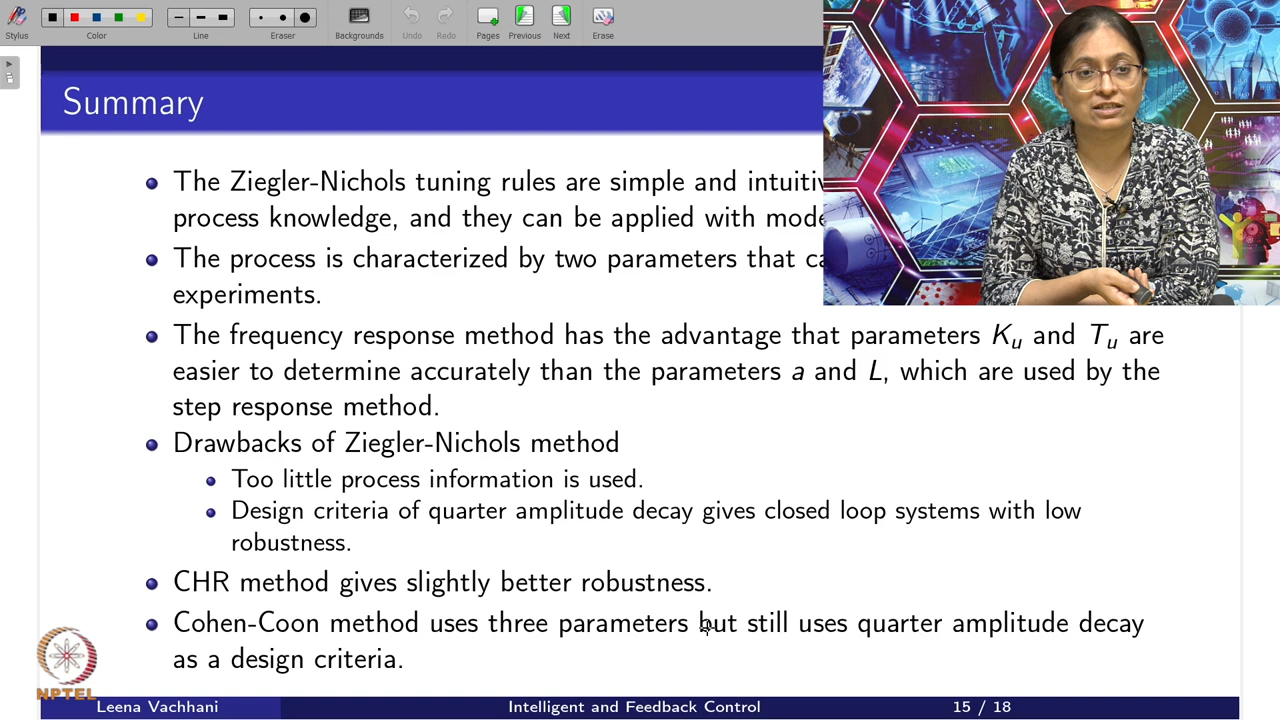 Stylus
Color
Line
Eraser
Backgrounds
Undo
Redo
Pages
Previous
Next
Erase
Summary
The Ziegler-Nichols tuning rules are simple and intuitiv
process knowledge, and they can be applied with mode
The process is characterized by two parameters that ca
experiments.
The frequency response method has the advantage that parameters Ku and Tu are
easier to determine accurately than the parameters a and L, which are used by the
step response method.
Drawbacks of Ziegler-Nichols method
Too little process information is used.
Design criteria of quarter amplitude decay gives closed loop systems with low
robustness.
CHR method gives slightly better robustness.
Cohen-Coon method uses three parameters but still uses quarter amplitude decay
as a design criteria.
NPTEL
Leena Vachhani
Intelligent and Feedback Control
15 / 18